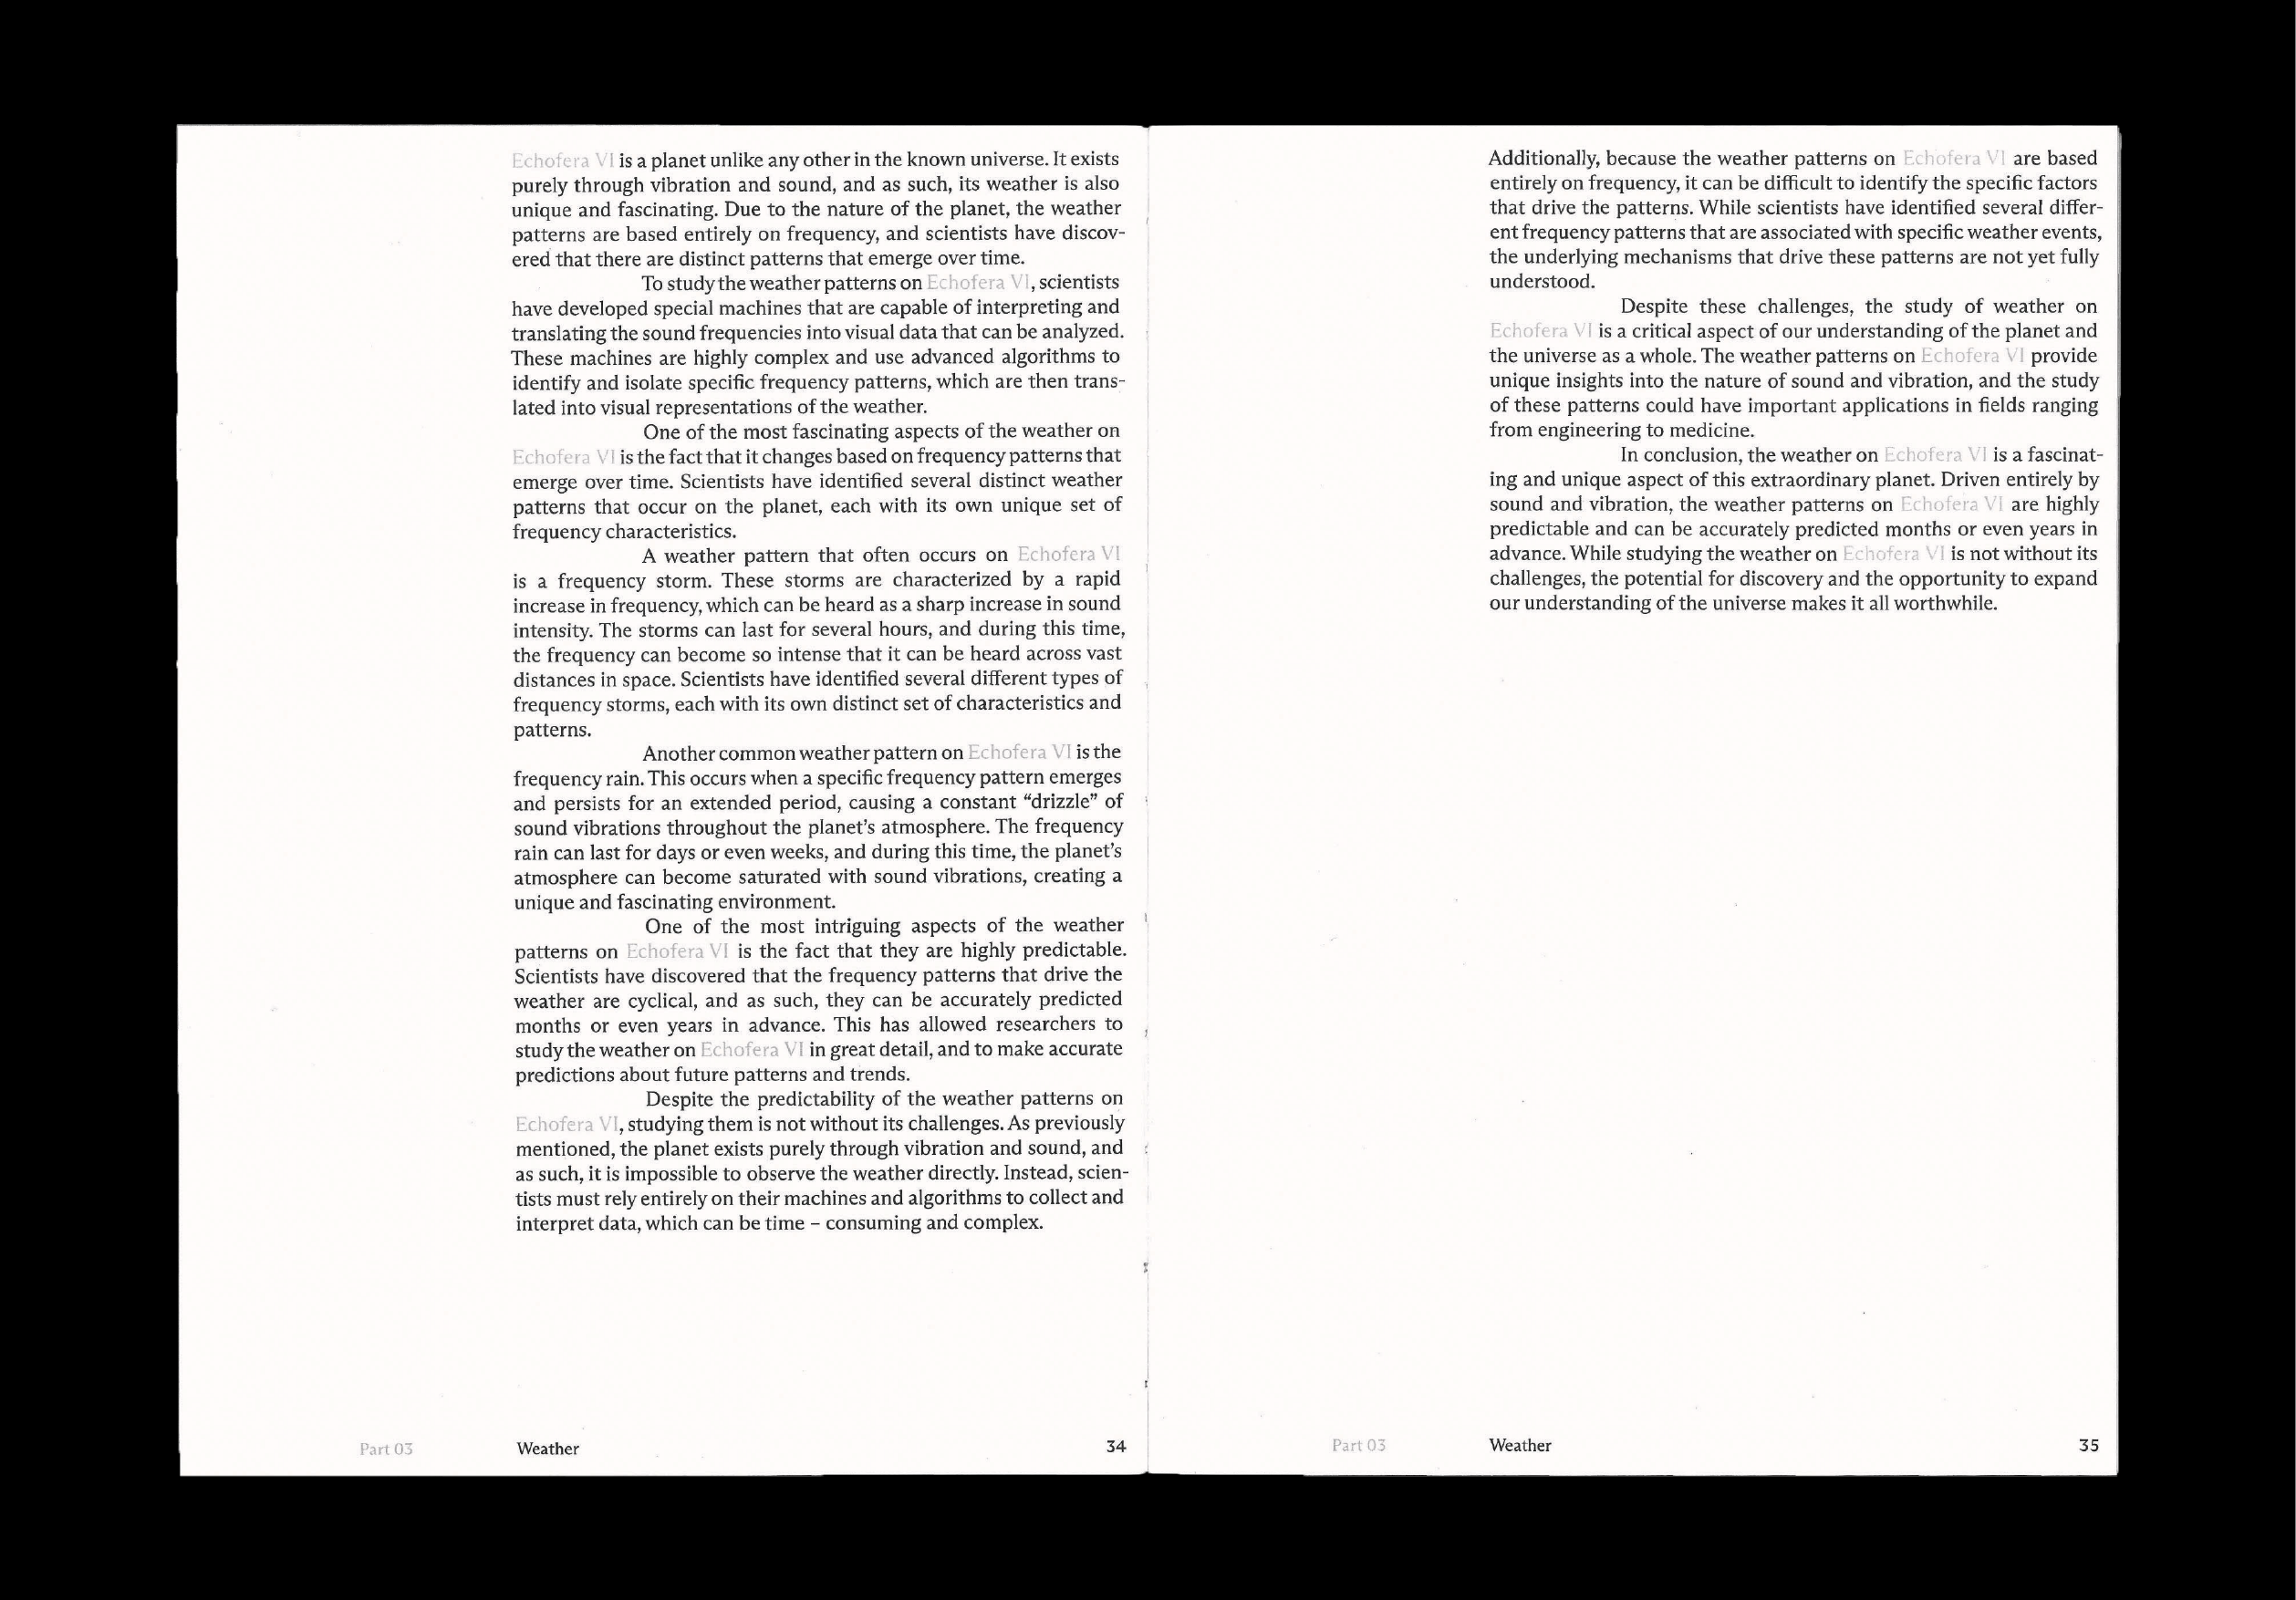 Echofera VI is a planet unlike any other in the known universe. It exists
purely through vibration and sound, and as such, its weather is also
unique and fascinating. Due to the nature of the planet, the weather
patterns are based entirely on frequency, and scientists have discov-
ered that there are distinct patterns that emerge over time.
To study the weather patterns on Echofera VI, scientists
have developed special machines that are capable of interpreting and
translating the sound frequencies into visual data that can be analyzed.
These machines are highly complex and use advanced algorithms to
identify and isolate specific frequency patterns, which are then trans-
lated into visual representations of the weather.
One of the most fascinating aspects of the weather on
Echofera VI is the fact that it changes based on frequency patterns that
emerge over time. Scientists have identified several distinct weather
patterns that occur on the planet, each with its own unique set of
frequency characteristics.
A weather pattern that often occurs on Echofera VI
is a frequency storm. These storms are characterized by a rapid
increase in frequency, which can be heard as a sharp increase in sound
intensity. The storms can last for several hours, and during this time,
the frequency can become so intense that it can be heard across vast
distances in space. Scientists have identified several different types of
frequency storms, each with its own distinct set of characteristics and
patterns.
Another common weather pattern on Echofera VI is the
frequency rain. This occurs when a specific frequency pattern emerges
and persists for an extended period, causing a constant “drizzle” of
sound vibrations throughout the planet’s atmosphere. The frequency
rain can last for days or even weeks, and during this time, the planet’s
atmosphere can become saturated with sound vibrations, creating a
unique and fascinating environment.
One of the most intriguing aspects of the weather
patterns on Echofera VI is the fact that they are highly predictable.
Scientists have discovered that the frequency patterns that drive the
weather are cyclical, and as such, they can be accurately predicted
months or even years in advance. This has allowed researchers to
study the weather on Echofera VI in great detail, and to make accurate
predictions about future patterns and trends.
Despite the predictability of the weather patterns on
Echofera VI, studying them is not without its challenges. As previously
mentioned, the planet exists purely through vibration and sound, and
as such, it is impossible to observe the weather directly. Instead, scien-
tists must rely entirely on their machines and algorithms to collect and
interpret data, which can be time – consuming and complex.
Part 03 Weather 34
Additionally, because the weather patterns on Echofera VI are based
entirely on frequency, it can be difficult to identify the specific factors
that drive the patterns. While scientists have identified several differ-
ent frequency patterns that are associated with specific weather events,
the underlying mechanisms that drive these patterns are not yet fully
understood.
Despite these challenges, the study of weather on
Echofera VI is a critical aspect of our understanding of the planet and
the universe as a whole. The weather patterns on Echofera VI provide
unique insights into the nature of sound and vibration, and the study
of these patterns could have important applications in fields ranging
from engineering to medicine.
In conclusion, the weather on Echofera VI is a fascinat-
ing and unique aspect of this extraordinary planet. Driven entirely by
sound and vibration, the weather patterns on Echofera VI are highly
predictable and can be accurately predicted months or even years in
advance. While studying the weather on Echofera VI is not without its
challenges, the potential for discovery and the opportunity to expand
our understanding of the universe makes it all worthwhile.
Part 03 Weather 35